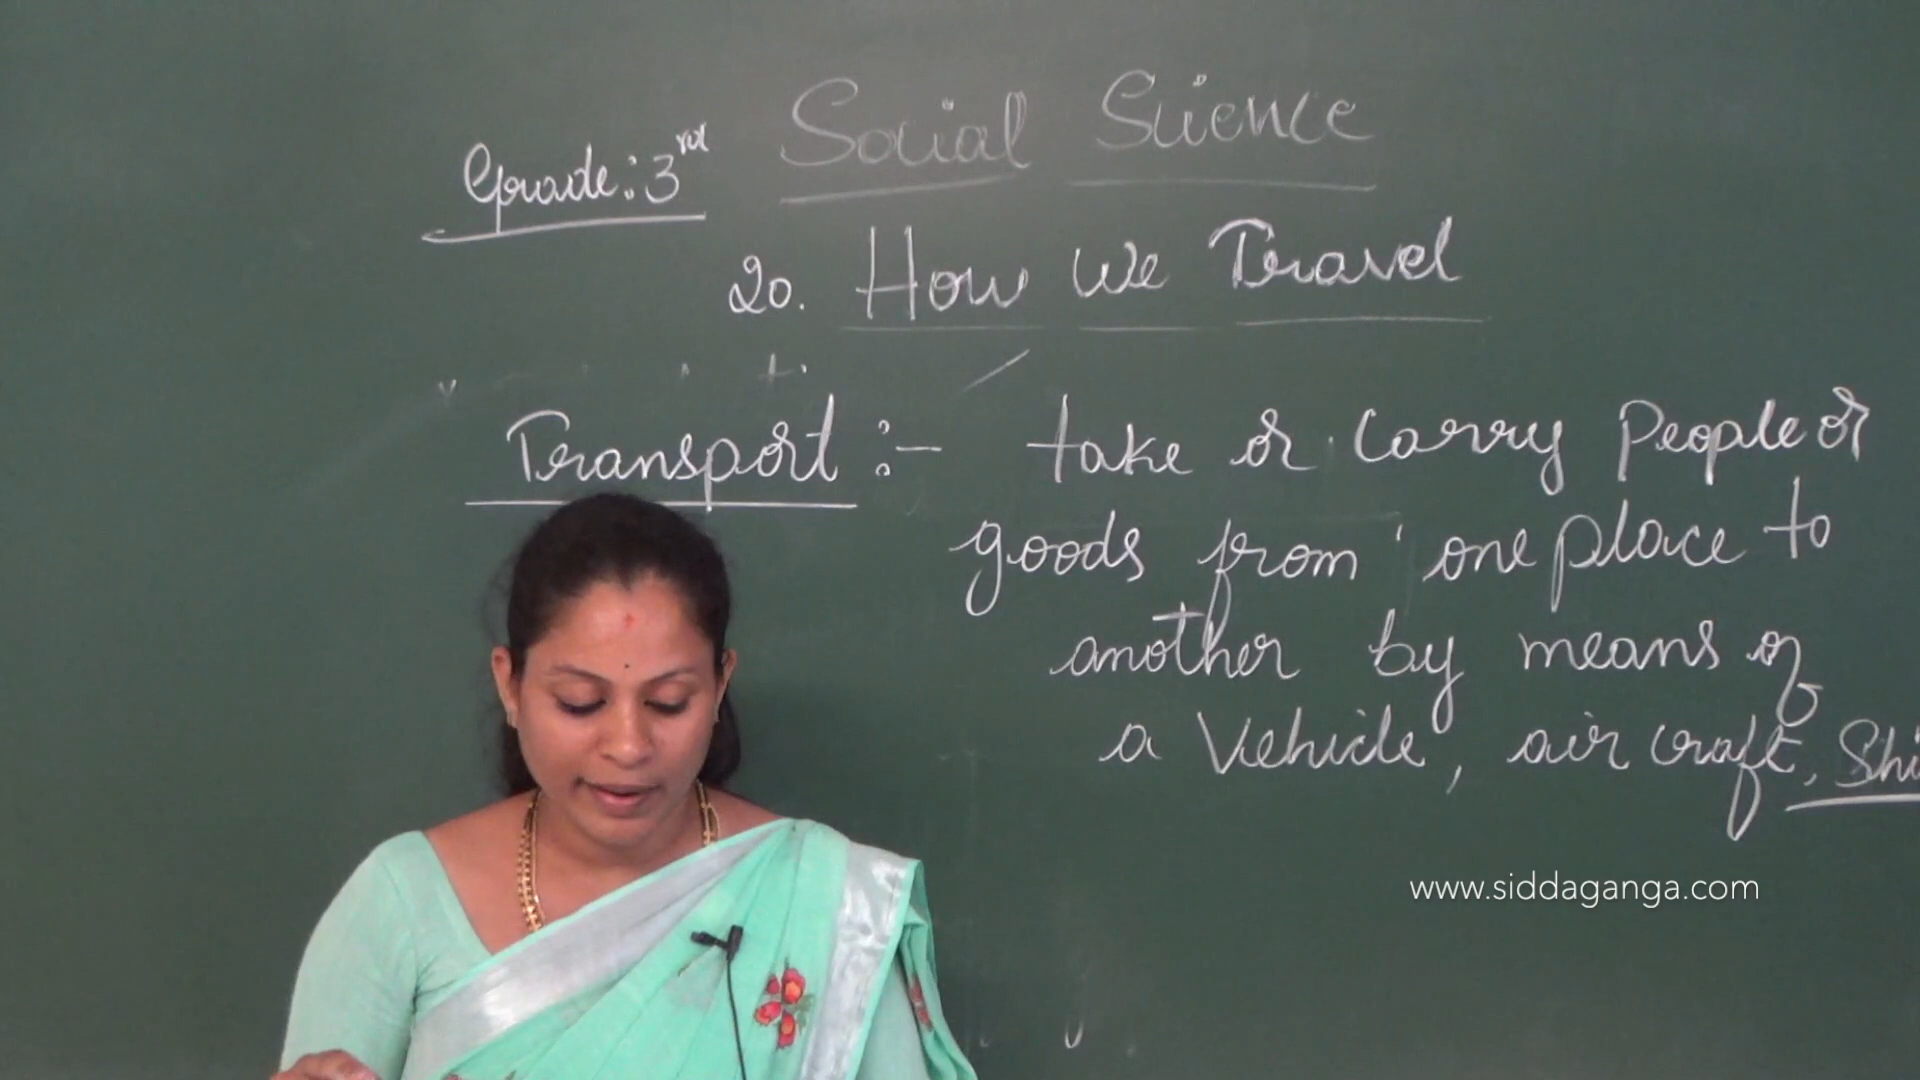 Social Science
Grade: 3rd
20. How We Travel
Transport :- take or carry People or
goods from one place to
another by means of
a Vehicle, air craft, Shi
www.siddaganga.com